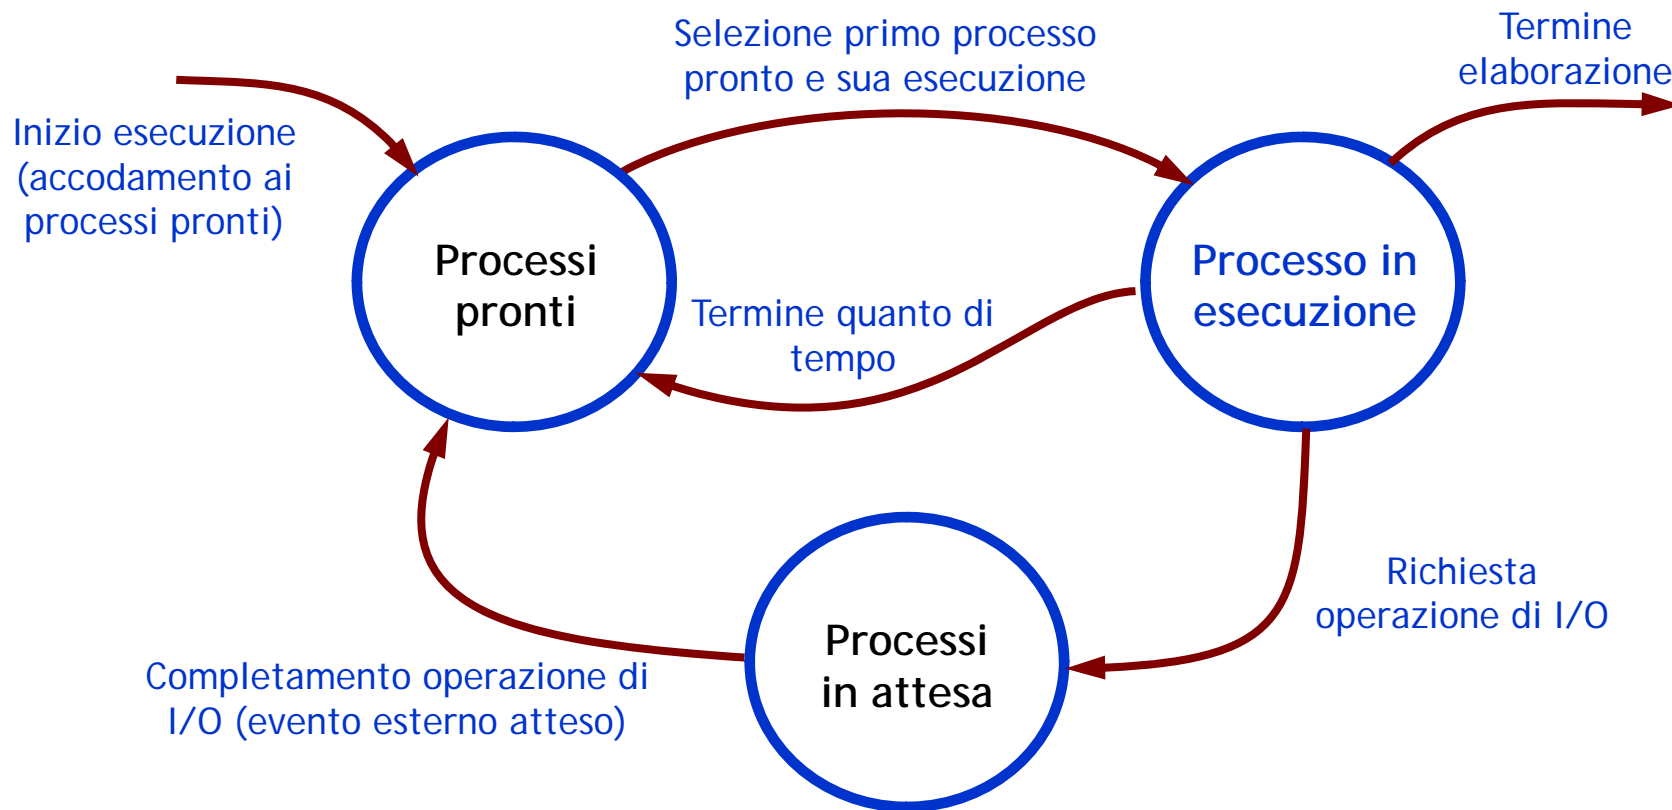 Selezione primo processo
pronto e sua esecuzione
Termine
elaborazione
Inizio esecuzione
(accodamento ai
processi pronti)
Processi
pronti
Processo in
esecuzione
Termine quanto di
tempo
Richiesta
operazione di I/O
Processi
in attesa
Completamento operazione di
I/O (evento esterno atteso)